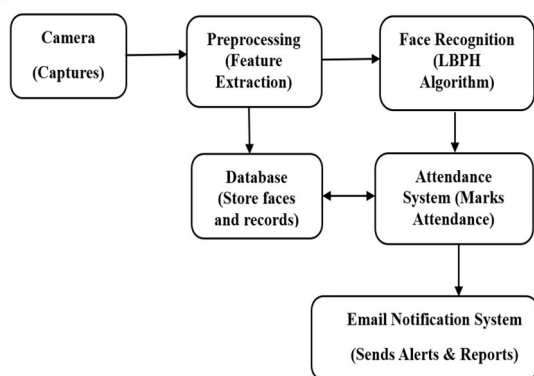 Camera
(Captures)
Preprocessing
(Feature
Extraction)
Face Recognition
(LBPH
Algorithm)
Database
(Store faces
and records)
Attendance
System (Marks
Attendance)
Email Notification System
(Sends Alerts & Reports)